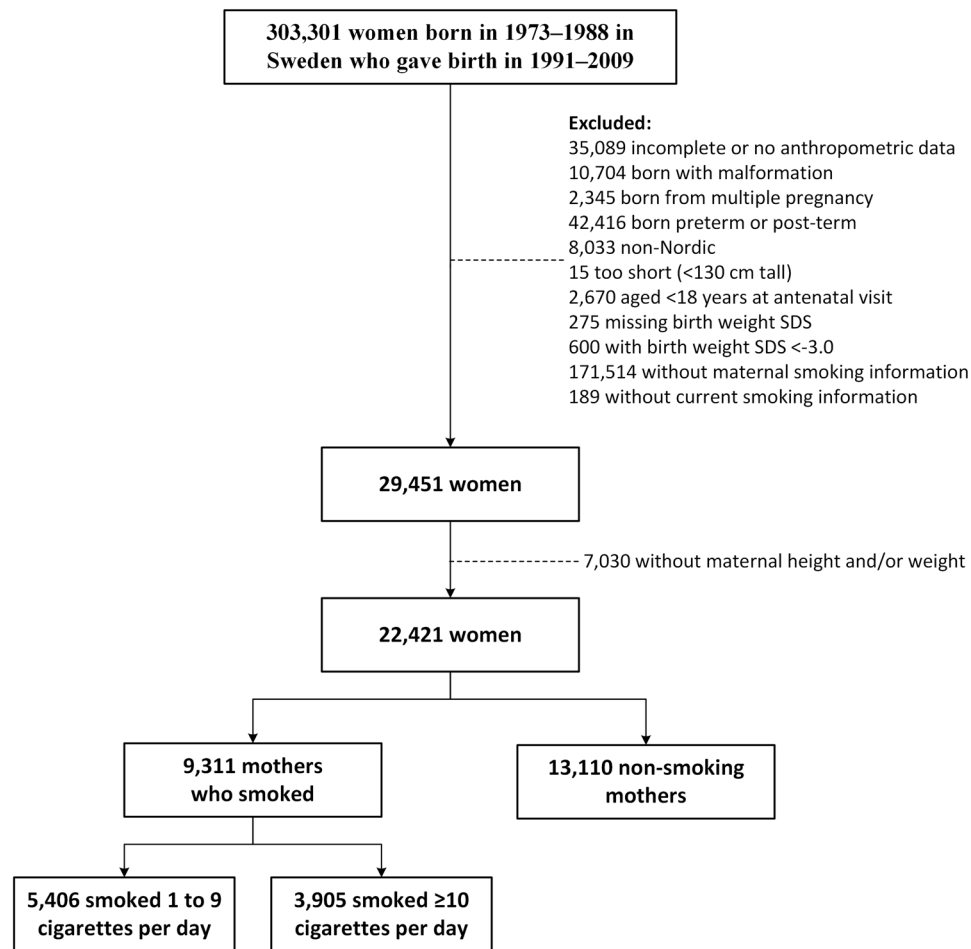 303,301 women born in 1973–1988 in
Sweden who gave birth in 1991–2009
Excluded:
35,089 incomplete or no anthropometric data
10,704 born with malformation
2,345 born from multiple pregnancy
42,416 born preterm or post-term
8,033 non-Nordic
15 too short (<130 cm tall)
2,670 aged <18 years at antenatal visit
275 missing birth weight SDS
600 with birth weight SDS <-3.0
171,514 without maternal smoking information
189 without current smoking information
29,451 women
7,030 without maternal height and/or weight
22,421 women
9,311 mothers
who smoked
13,110 non-smoking
mothers
5,406 smoked 1 to 9
cigarettes per day
3,905 smoked ≥10
cigarettes per day